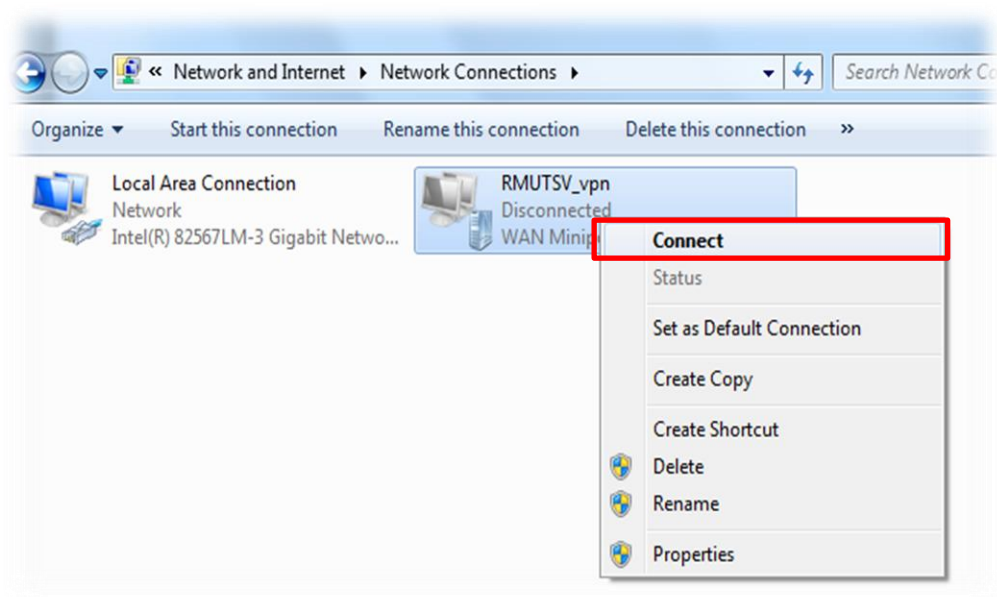 « Network and Internet ▸ Network Connections ▸ Search Network
Organize ▾ Start this connection Rename this connection Delete this connection »
Local Area Connection
Network
Intel(R) 82567LM-3 Gigabit Netwo...
RMUTSV_vpn
Disconnected
WAN
Connect
Status
Set as Default Connection
Create Copy
Create Shortcut
Delete
Rename
Properties